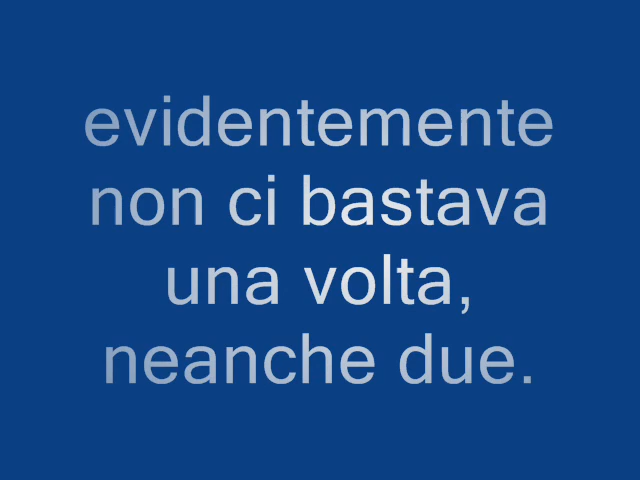 evidentemente
non ci bastava
una volta,
neanche due.